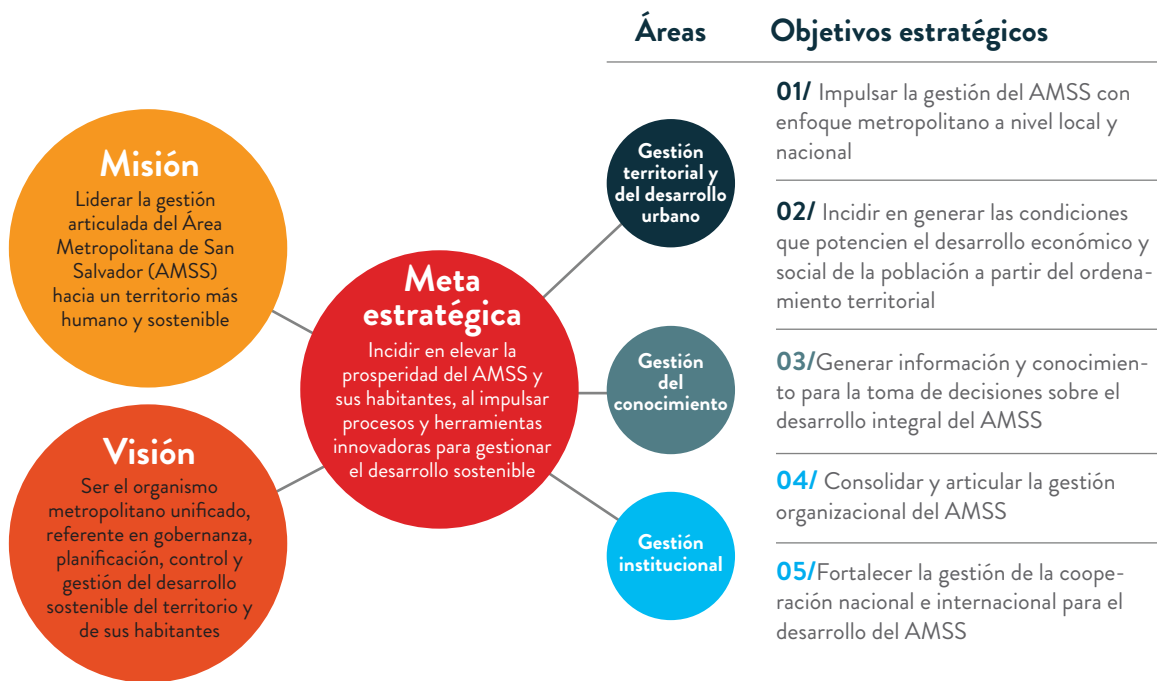 Misión
Liderar la gestión
articulada del Área
Metropolitana de San
Salvador (AMSS)
hacia un territorio más
humano y sostenible
Visión
Ser el organismo
metropolitano unificado,
referente en gobernanza,
planificación, control y
gestión del desarrollo
sostenible del territorio y
de sus habitantes
Meta
estratégica
Incidir en elevar la
prosperidad del AMSS y
sus habitantes, al impulsar
procesos y herramientas
innovadoras para gestionar
el desarrollo sostenible
Áreas
Gestión
territorial y
del desarrollo
urbano
Gestión
del
conocimiento
Gestión
institucional
Objetivos estratégicos
01/ Impulsar la gestión del AMSS con
enfoque metropolitano a nivel local y
nacional
02/ Incidir en generar las condiciones
que potencien el desarrollo económico y
social de la población a partir del ordena-
miento territorial
03/Generar información y conocimien-
to para la toma de decisiones sobre el
desarrollo integral del AMSS
04/ Consolidar y articular la gestión
organizacional del AMSS
05/Fortalecer la gestión de la coope-
ración nacional e internacional para el
desarrollo del AMSS